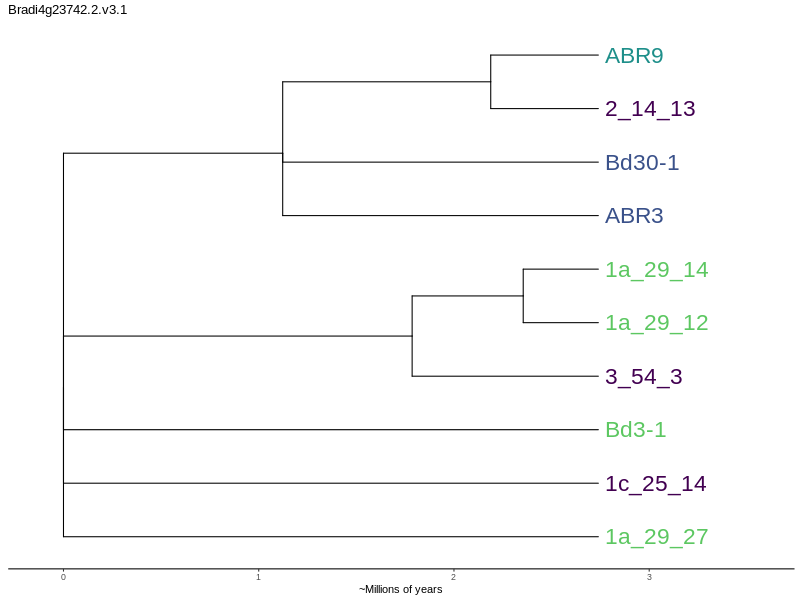 Bradi4g23742.2.v3.1
ABR9
2_14_13
Bd30-1
ABR3
1a_29_14
1a_29_12
3_54_3
Bd3-1
1c_25_14
1a_29_27
0 1 2 3
~Millions of years